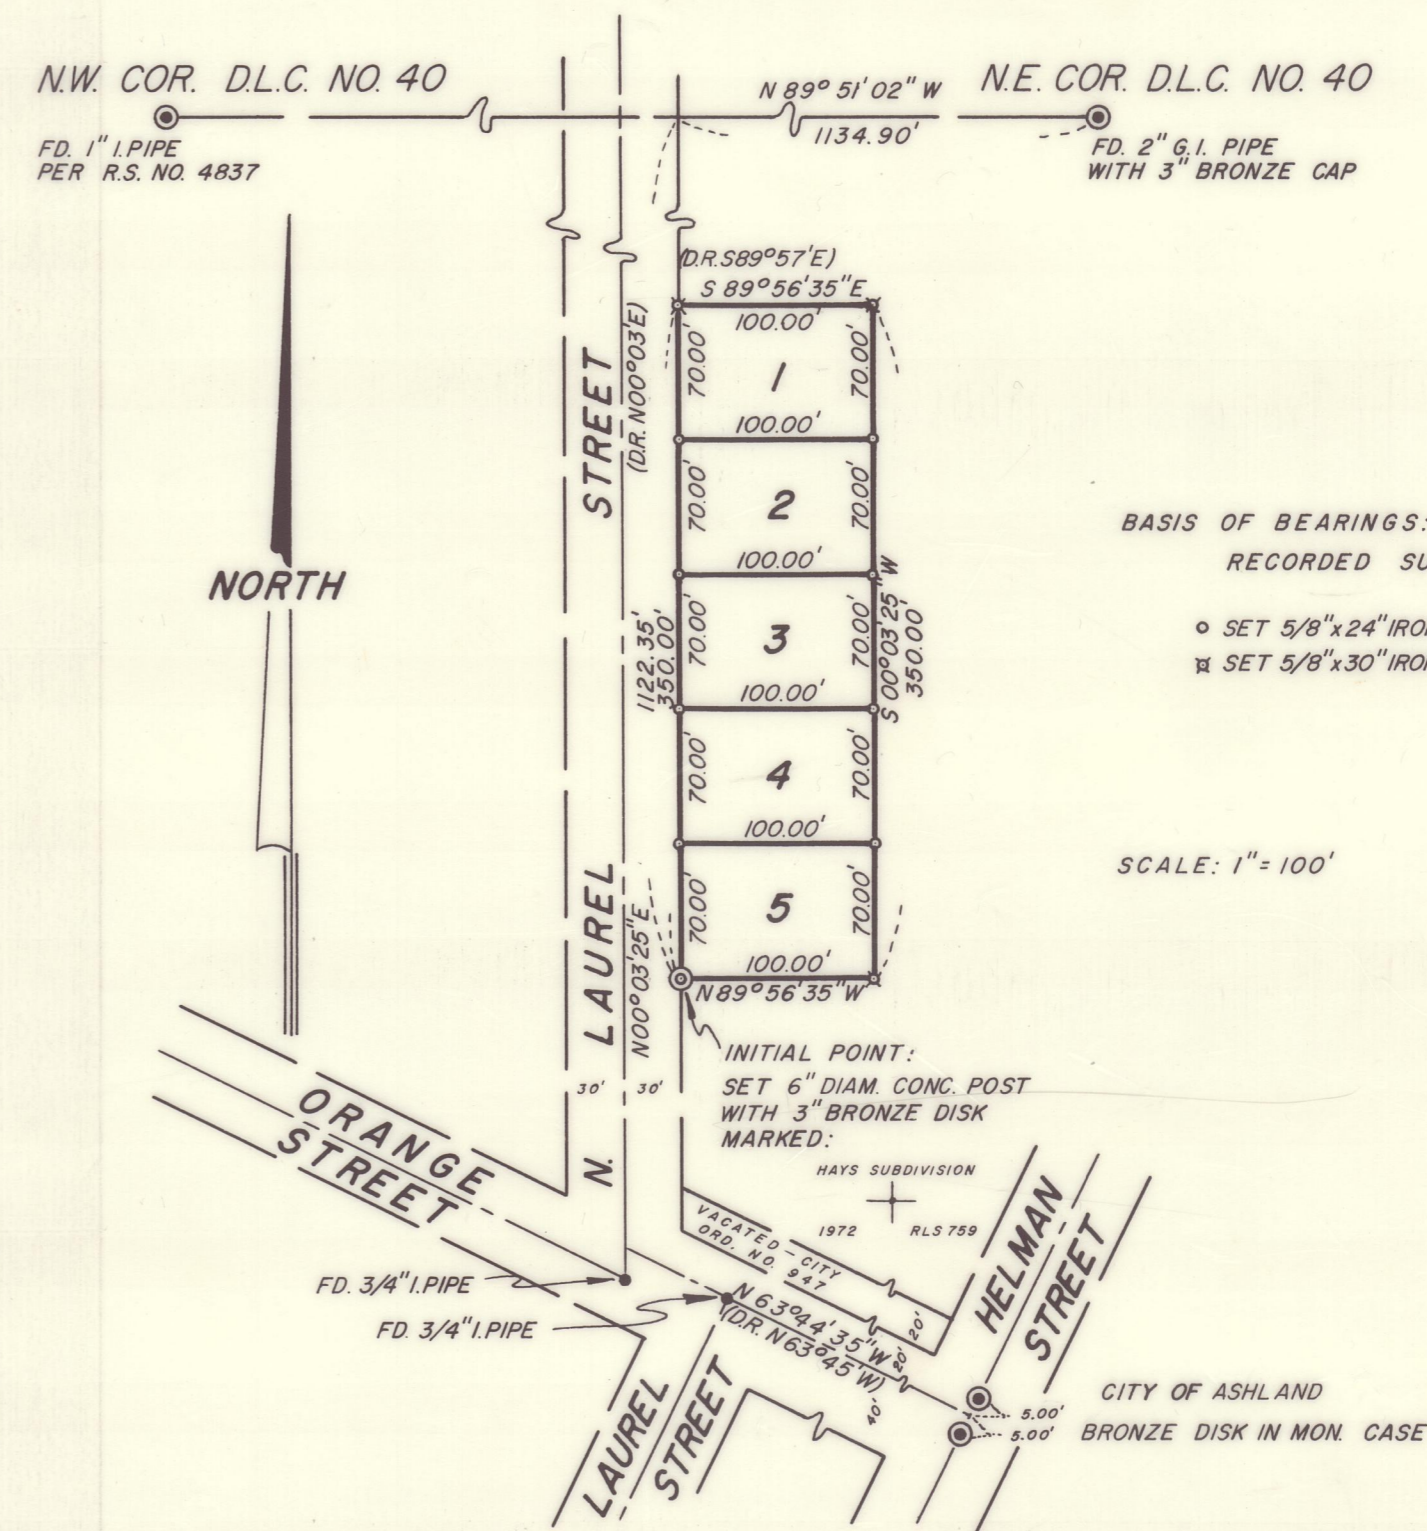 N.W. COR. D.L.C. NO. 40
N 89° 51' 02" W
N.E. COR. D.L.C. NO. 40
1134.90'
FD. 1" I.PIPE
PER R.S. NO. 4837
FD. 2" G.I. PIPE
WITH 3" BRONZE CAP
(D.R.S89°57'E)
S 89°56'35"E
100.00'
70.00'
1
70.00'
100.00'
STREET
(D.R. N00°03'E)
70.00'
2
70.00'
100.00'
BASIS OF BEARINGS:
RECORDED SU
NORTH
1122.35'
350.00'
70.00'
3
70.00'
S 00°03'25"W
350.00'
100.00'
SET 5/8"x24" IRO
SET 5/8"x30" IRO
70.00'
4
70.00'
100.00'
SCALE: 1"=100'
LAUREL
N00°03'25"E
70.00'
5
70.00'
100.00'
N89°56'35"W
INITIAL POINT:
SET 6" DIAM. CONC. POST
WITH 3" BRONZE DISK
MARKED:
30'
30'
N.
HAYS SUBDIVISION
1972
RLS 759
ORANGE
STREET
VACATED-CITY
ORD. NO. 947
HELMAN
STREET
FD. 3/4" I.PIPE
FD. 3/4" I.PIPE
N 63°44'35"W
(D.R. N63°45'W)
20'
20'
40'
LAUREL
STREET
5.00'
5.00'
CITY OF ASHLAND
BRONZE DISK IN MON. CASE